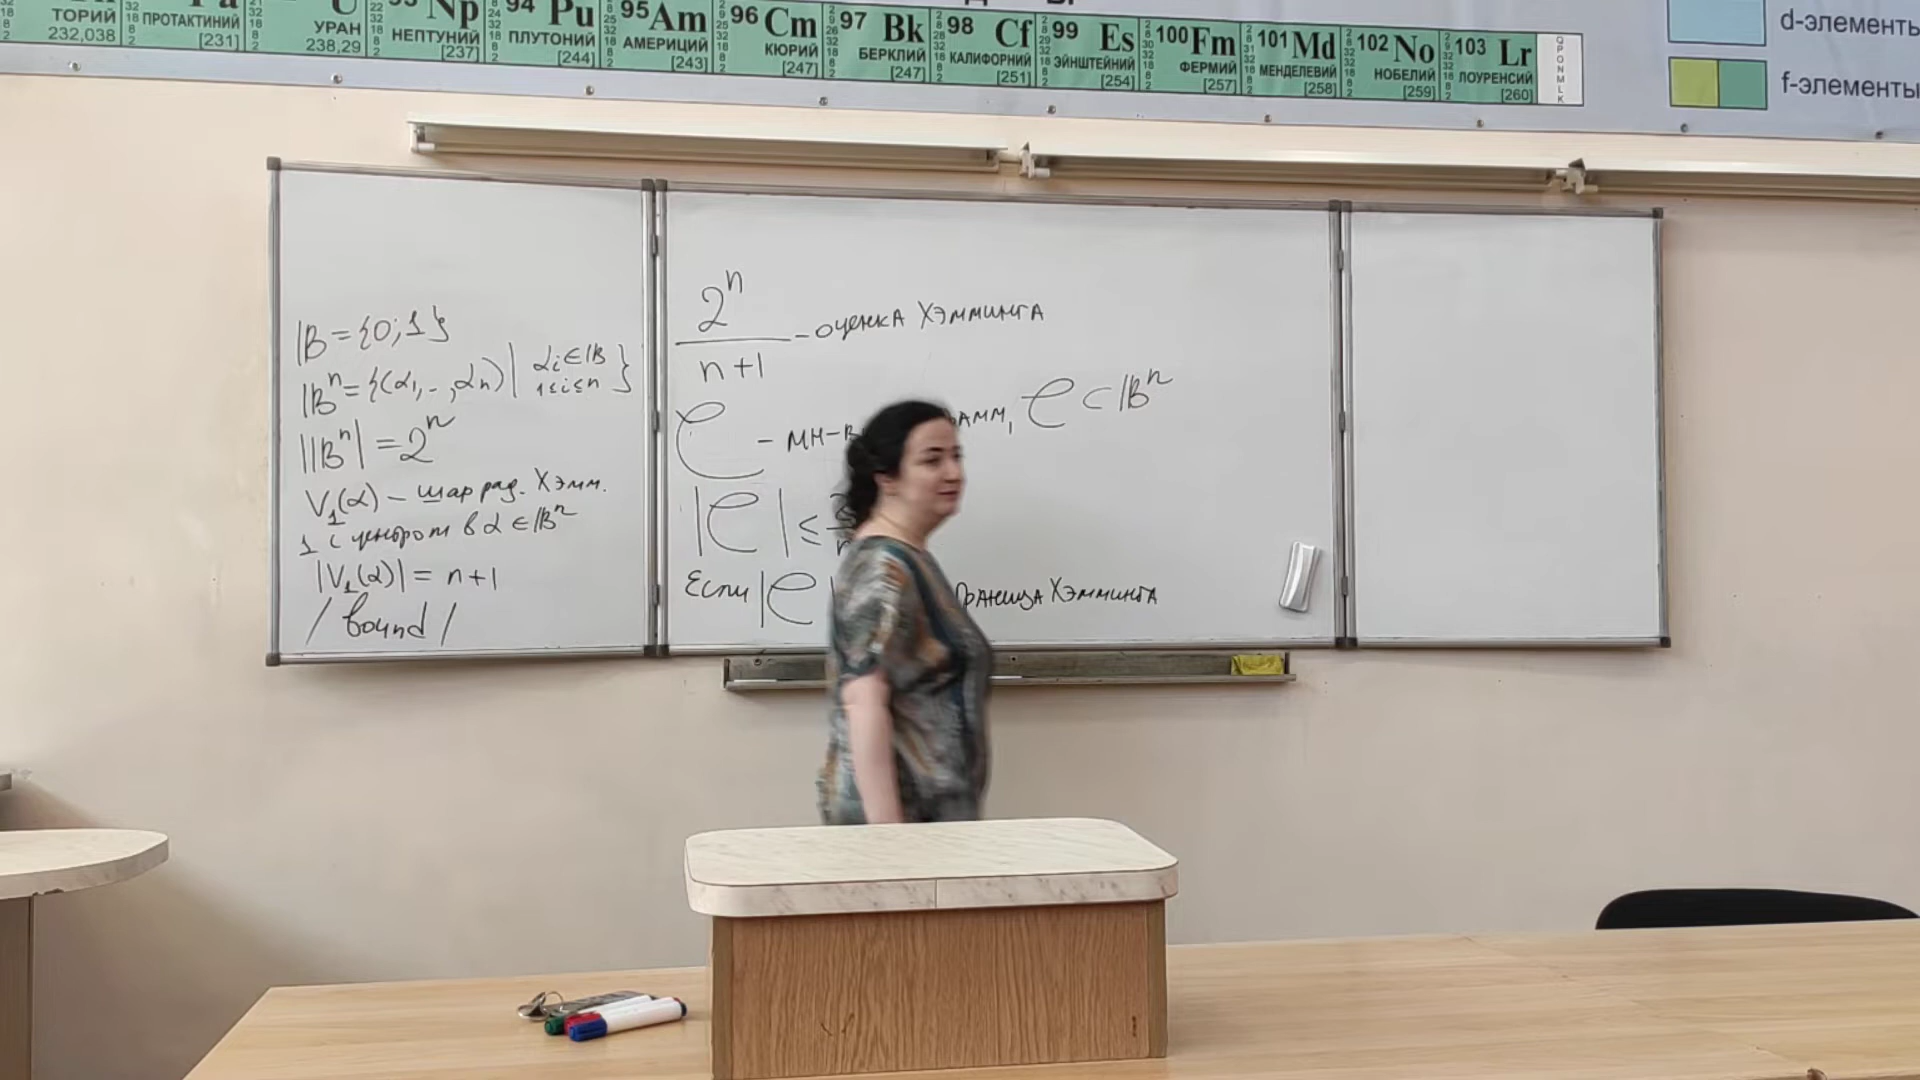 ТОРИЙ
232,038
ПРОТАКТИНИЙ
[231]
УРАН
238,29
Np
НЕПТУНИЙ
[237]
94 Pu
ПЛУТОНИЙ
[244]
95 Am
АМЕРИЦИЙ
[243]
96 Cm
КЮРИЙ
[247]
97 Bk
БЕРКЛИЙ
[247]
98 Cf
КАЛИФОРНИЙ
[251]
99 Es
ЭЙНШТЕЙНИЙ
[254]
100 Fm
ФЕРМИЙ
[257]
101 Md
МЕНДЕЛЕВИЙ
[258]
102 No
НОБЕЛИЙ
[259]
103 Lr
ЛОУРЕНСИЙ
[260]
Q P O N M L K
d-элементы
f-элементы
𝔹 = {0;1}
𝔹ⁿ = {(α₁,..,αₙ) | αᵢ ∈ 𝔹 1≤i≤n}
|𝔹ⁿ| = 2ⁿ
V₁(α) – шар рад. Хэмм.
1 с центром в α ∈ 𝔹ⁿ
|V₁(α)| = n+1
/ bound /
2ⁿ
n+1
– оценка Хэмминга
C – мн-во
C ⊂ 𝔹ⁿ
|C| ≤
Если |C|
граница Хэмминга